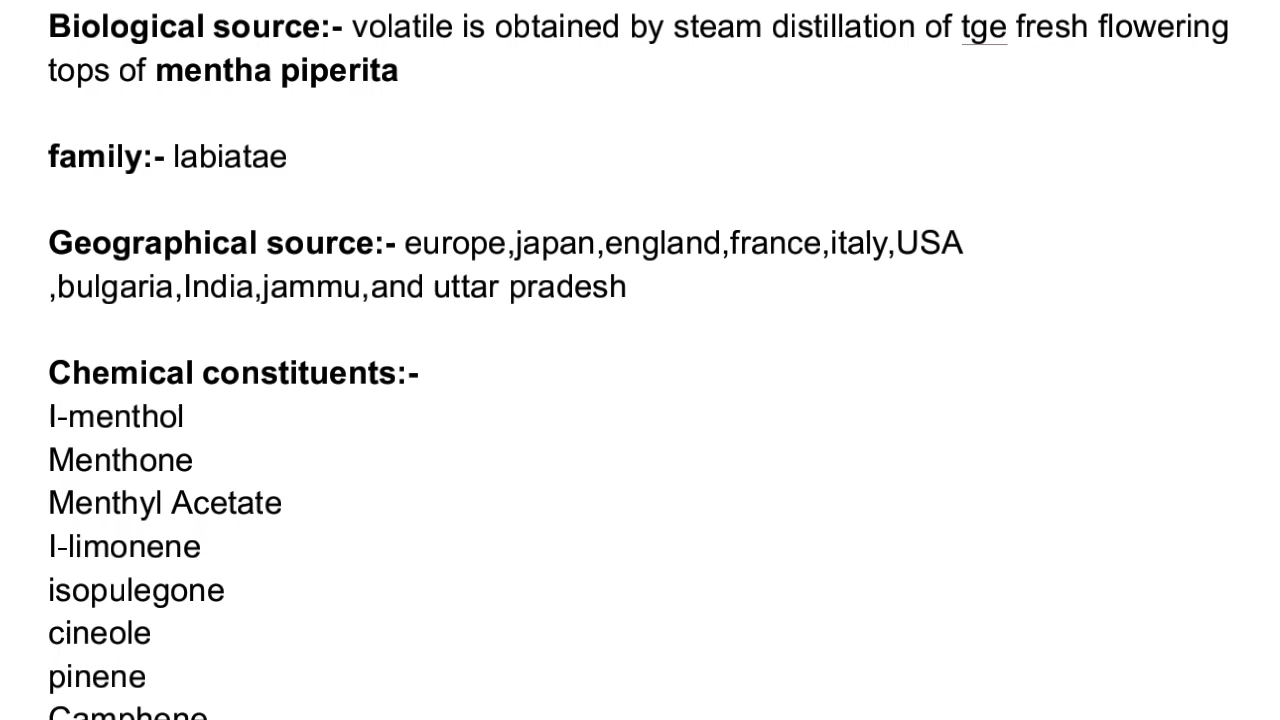 Biological source:- volatile is obtained by steam distillation of tge fresh flowering
tops of mentha piperita
family:- labiatae
Geographical source:- europe,japan,england,france,italy,USA
,bulgaria,India,jammu,and uttar pradesh
Chemical constituents:-
l-menthol
Menthone
Menthyl Acetate
l-limonene
isopulegone
cineole
pinene
Camphene